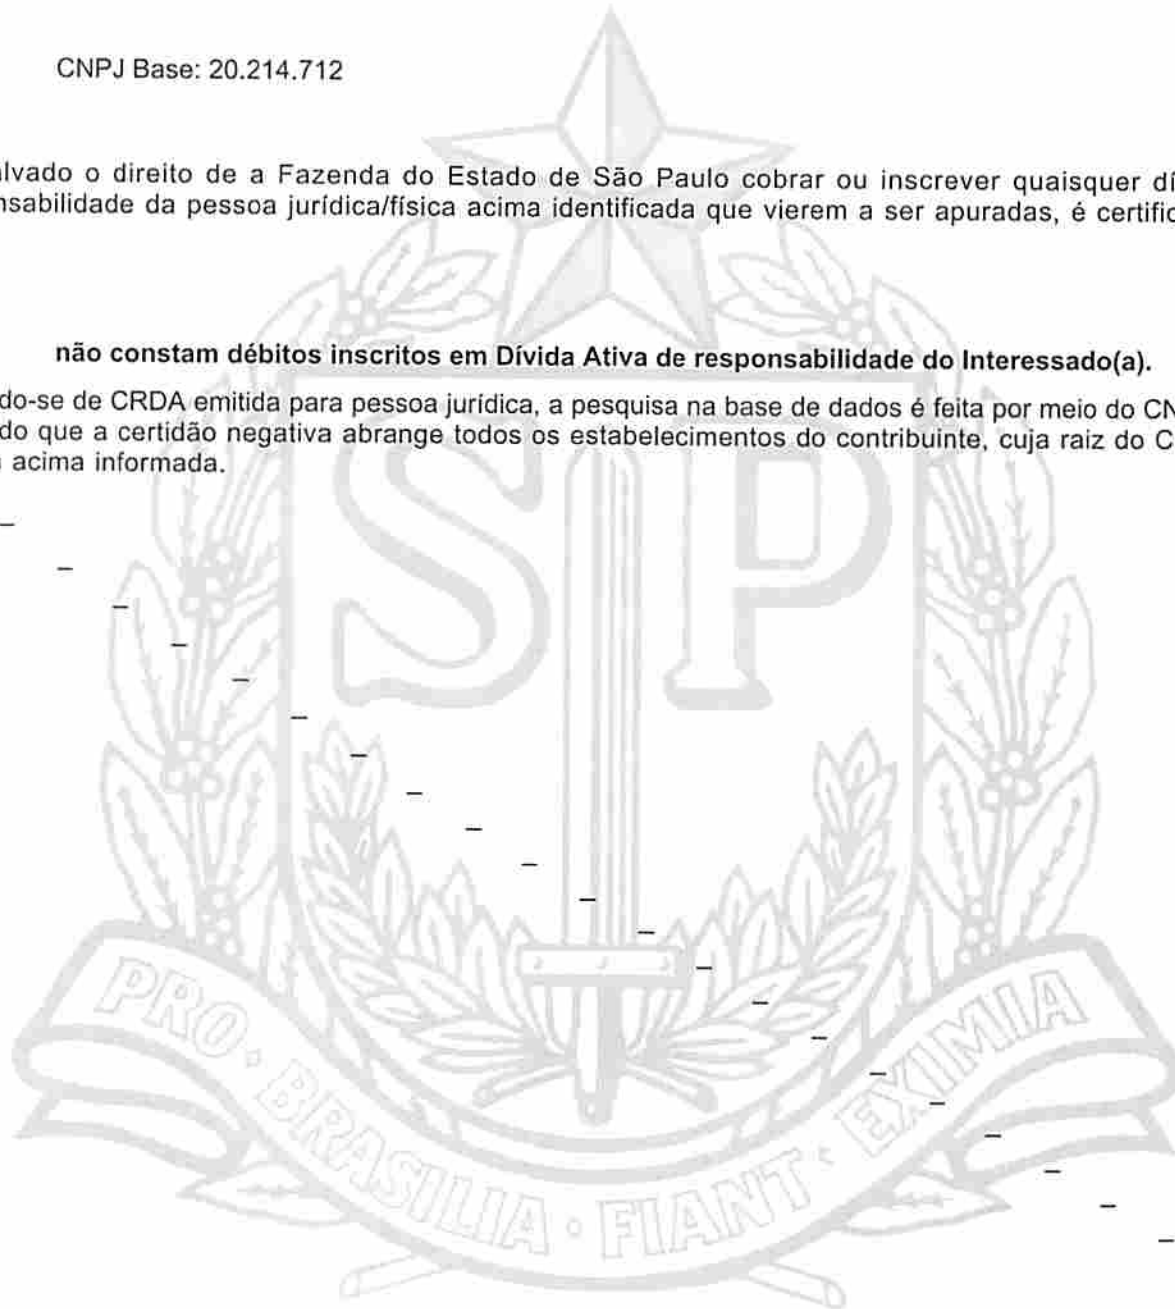 CNPJ Base: 20.214.712
lvado o direito de a Fazenda do Estado de São Paulo cobrar ou inscrever quaisquer dí
nsabilidade da pessoa jurídica/física acima identificada que vierem a ser apuradas, é certific
não constam débitos inscritos em Dívida Ativa de responsabilidade do Interessado(a).
do-se de CRDA emitida para pessoa jurídica, a pesquisa na base de dados é feita por meio do CN
do que a certidão negativa abrange todos os estabelecimentos do contribuinte, cuja raiz do C
acima informada.
SP
PRO · BRASILIA · FIANT · EXIMIA